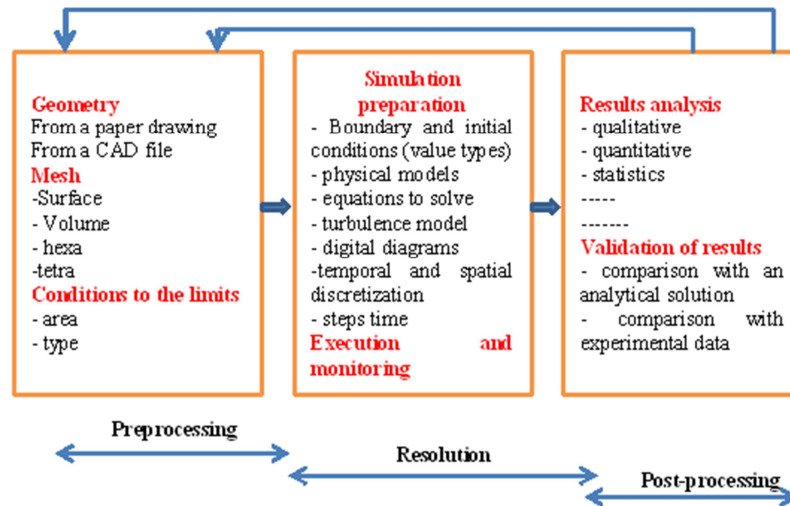 Geometry
From a paper drawing
From a CAD file
Mesh
-Surface
- Volume
- hexa
-tetra
Conditions to the limits
- area
- type
Simulation
preparation
- Boundary and initial
conditions (value types)
- physical models
- equations to solve
- turbulence model
- digital diagrams
-temporal and spatial
discretization
- steps time
Execution and
monitoring
Results analysis
- qualitative
- quantitative
- statistics
-----
-------
Validation of results
- comparison with an
analytical solution
- comparison with
experimental data
Preprocessing
Resolution
Post-processing